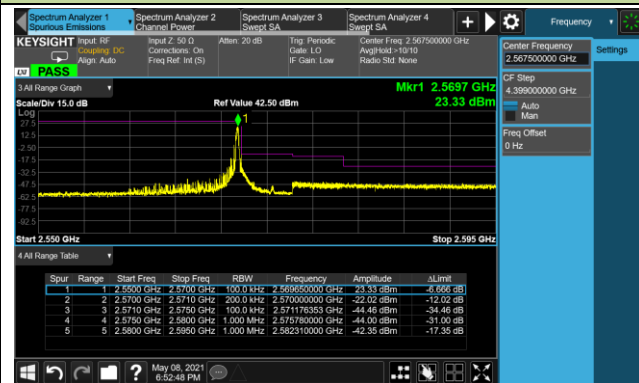 Spectrum Analyzer 1
Spurious Emissions
Spectrum Analyzer 2
Channel Power
Spectrum Analyzer 3
Swept SA
Spectrum Analyzer 4
Swept SA
Frequency
KEYSIGHT
Input: RF
Coupling: DC
Align: Auto
Input Z: 50 Ω
Corrections: On
Freq Ref: Int (S)
Atten: 20 dB
Trig: Periodic
Gate: LO
IF Gain: Low
Center Freq: 2.567500000 GHz
Avg|Hold:>10/10
Radio Std: None
LXI
PASS
Center Frequency
2.567500000 GHz
Settings
CF Step
4.399000000 GHz
Auto
Man
Freq Offset
0 Hz
3 All Range Graph
Mkr1 2.5697 GHz
Scale/Div 15.0 dB
Ref Value 42.50 dBm
23.33 dBm
Log
27.5
12.5
-2.50
-17.5
-32.5
-47.5
-62.5
-77.5
-92.5
1
Start 2.550 GHz
Stop 2.595 GHz
4 All Range Table
Spur Range Start Freq Stop Freq RBW Frequency Amplitude ΔLimit
1 1 2.5500 GHz 2.5700 GHz 100.0 kHz 2.569650000 GHz 23.33 dBm -6.666 dB
2 2 2.5700 GHz 2.5710 GHz 200.0 kHz 2.570000000 GHz -22.02 dBm -12.02 dB
3 3 2.5710 GHz 2.5750 GHz 100.0 kHz 2.571176353 GHz -44.46 dBm -34.46 dB
4 4 2.5750 GHz 2.5800 GHz 1.000 MHz 2.575780000 GHz -44.00 dBm -31.00 dB
5 5 2.5800 GHz 2.5950 GHz 1.000 MHz 2.582310000 GHz -42.35 dBm -17.35 dB
May 08, 2021
6:52:48 PM